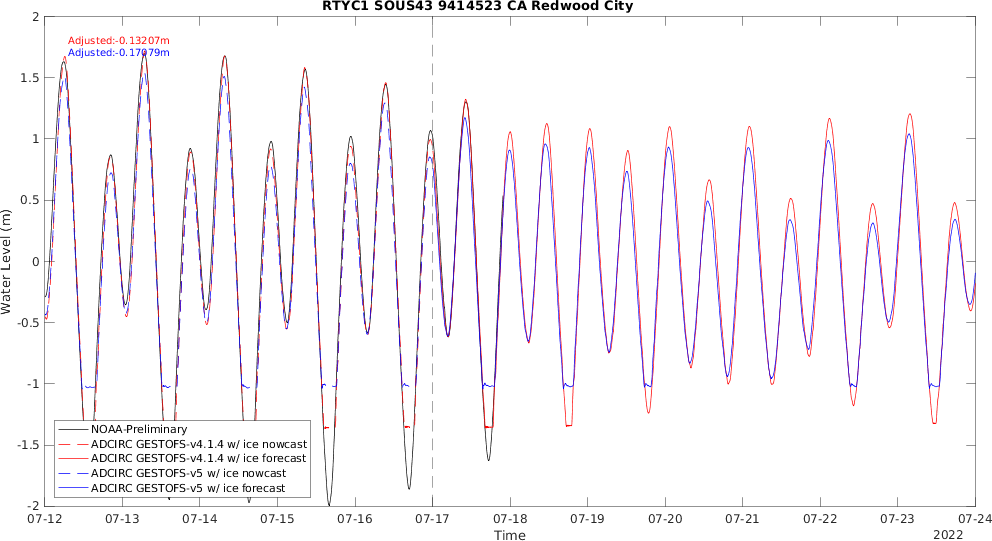 RTYC1 SOUS43 9414523 CA Redwood City
Adjusted:-0.13207m
Adjusted:-0.17079m
Water Level (m)
2
1.5
1
0.5
0
-0.5
-1
-1.5
-2
NOAA-Preliminary
ADCIRC GESTOFS-v4.1.4 w/ ice nowcast
ADCIRC GESTOFS-v4.1.4 w/ ice forecast
ADCIRC GESTOFS-v5 w/ ice nowcast
ADCIRC GESTOFS-v5 w/ ice forecast
07-12 07-13 07-14 07-15 07-16 07-17 07-18 07-19 07-20 07-21 07-22 07-23 07-24
Time
2022